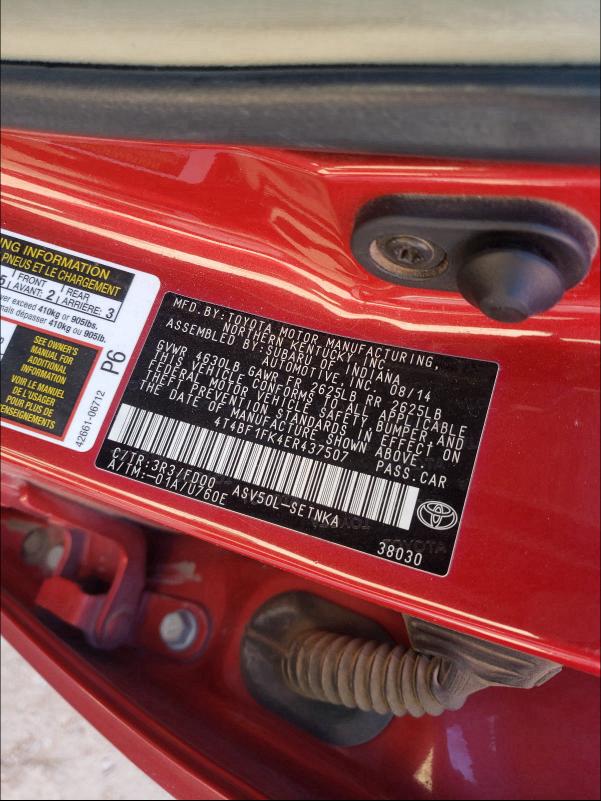 NG INFORMATION
PNEUS ET LE CHARGEMENT
5 FRONT AVANT: 2 REAR ARRIÈRE: 3
ver exceed 410kg or 905lbs.
mais dépasser 410kg ou 905lb.
SEE OWNER'S
MANUAL FOR
ADDITIONAL
INFORMATION
VOIR LE MANUEL
DE L'USAGER
POUR PLUS DE
RENSEIGNEMENTS
P6
42661-06712
MFD.BY:TOYOTA MOTOR MANUFACTURING,
NORTHERN KENTUCKY,INC.
ASSEMBLED BY:SUBARU OF INDIANA
AUTOMOTIVE,INC. 08/14
GVWR 4630LB GAWR FR 2625LB RR 2625LB
THIS VEHICLE CONFORMS TO ALL APPLICABLE
FEDERAL MOTOR VEHICLE SAFETY, BUMPER,AND
THEFT PREVENTION STANDARDS IN EFFECT ON
THE DATE OF MANUFACTURE SHOWN ABOVE.
4T4BF1FK4ER437507 PASS.CAR
C/TR:3R3/FD00
A/TM:-01A/U760E ASV50L-SETNKA
TOYOTA
38030